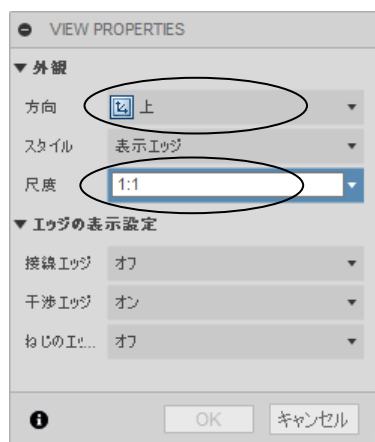 VIEW PROPERTIES
▼ 外観
方向 上
スタイル 表示エッジ
尺度 1:1
▼ エッジの表示設定
接線エッジ オフ
干渉エッジ オン
ねじのエッ... オフ
OK キャンセル